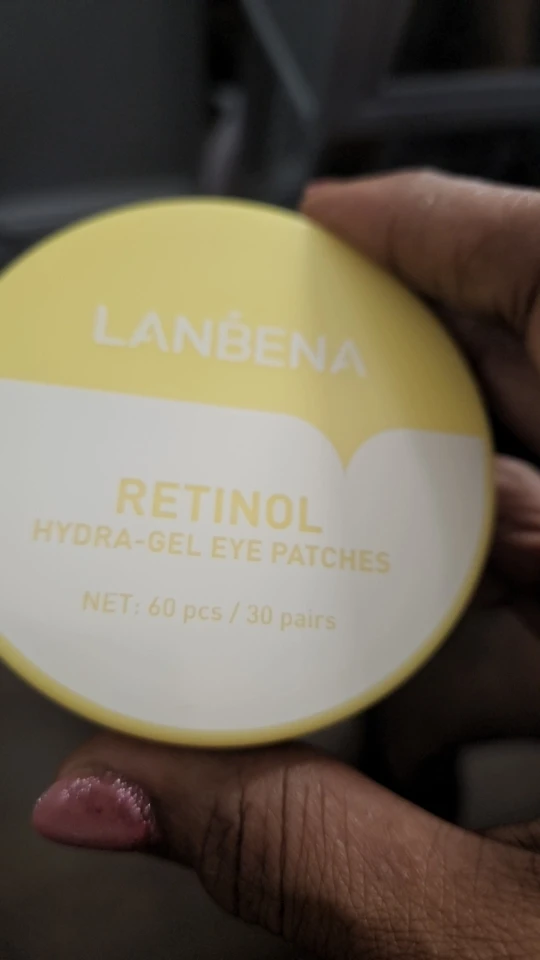 LANBENA
RETINOL
HYDRA-GEL EYE PATCHES
NET: 60 pcs / 30 pairs